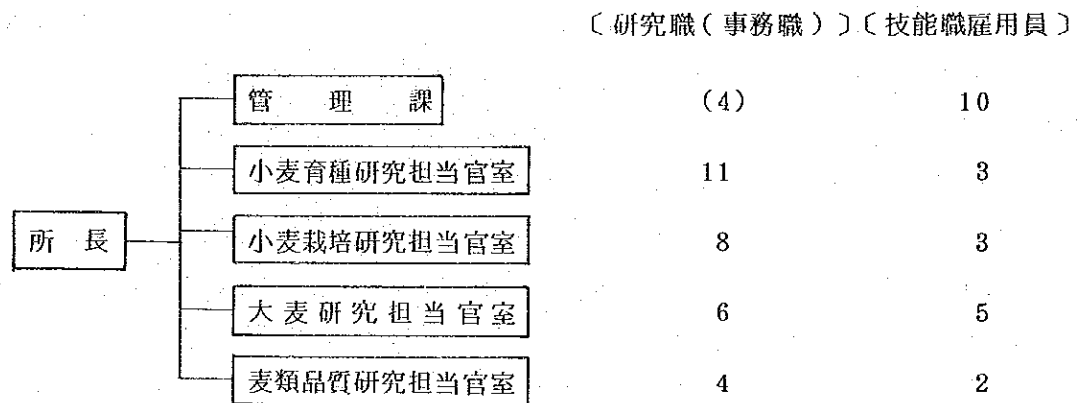 〔研究職(事務職)〕〔技能職雇用員〕
管理課 (4) 10
小麦育種研究担当官室 11 3
所長 小麦栽培研究担当官室 8 3
大麦研究担当官室 6 5
麦類品質研究担当官室 4 2